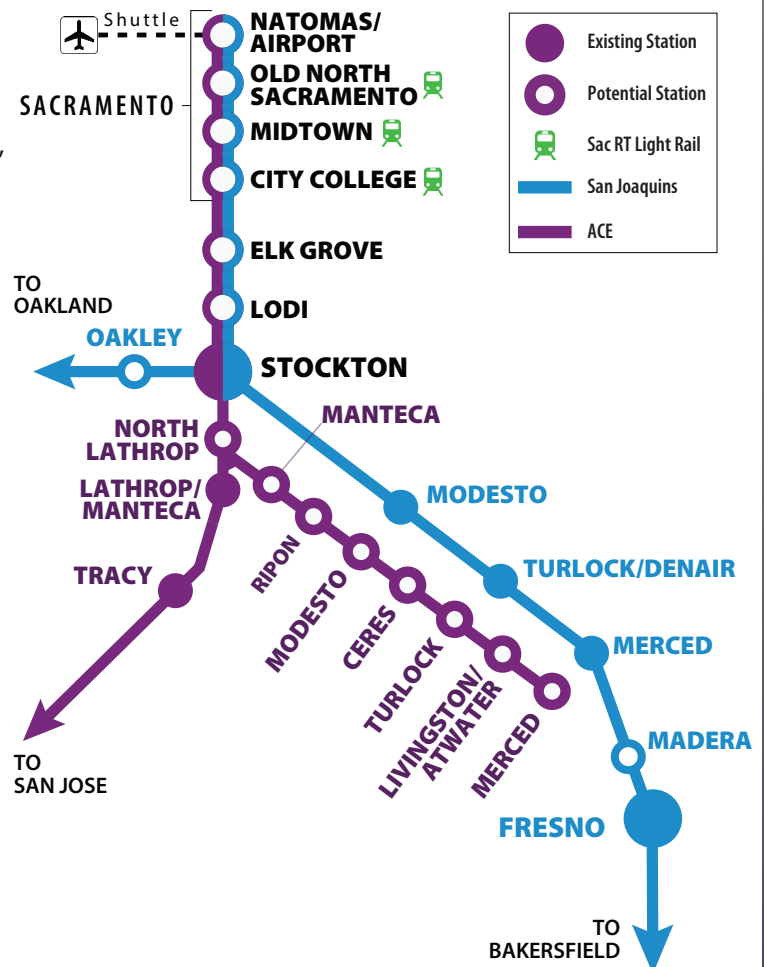 Shuttle
NATOMAS/
AIRPORT
OLD NORTH
SACRAMENTO
SACRAMENTO
MIDTOWN
,
CITY COLLEGE
ELK GROVE
LODI
TO
OAKLAND
OAKLEY
STOCKTON
Existing Station
Potential Station
Sac RT Light Rail
San Joaquins
ACE
NORTH
LATHROP
MANTECA
LATHROP/
MANTECA
TRACY
RIPON
MODESTO
CERES
TURLOCK
LIVINGSTON/
ATWATER
MERCED
MODESTO
TURLOCK/DENAIR
MERCED
MADERA
FRESNO
TO
SAN JOSE
TO
BAKERSFIELD